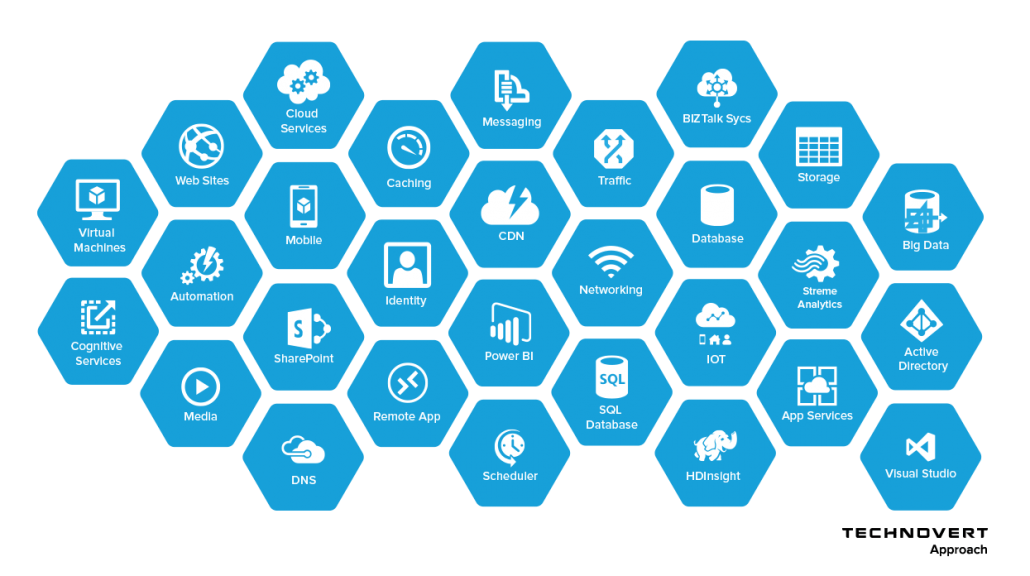 Cloud
Services
Messaging
BIZTalk Sycs
Web Sites
Caching
Traffic
Storage
Virtual
Machines
Mobile
CDN
Database
Big Data
Automation
Identity
Networking
Streme
Analytics
Cognitive
Services
S
SharePoint
Power BI
IOT
Active
Directory
Media
Remote App
SQL
SQL
Database
App Services
DNS
Scheduler
HDInsight
Visual Studio
TECHNOVERT
Approach